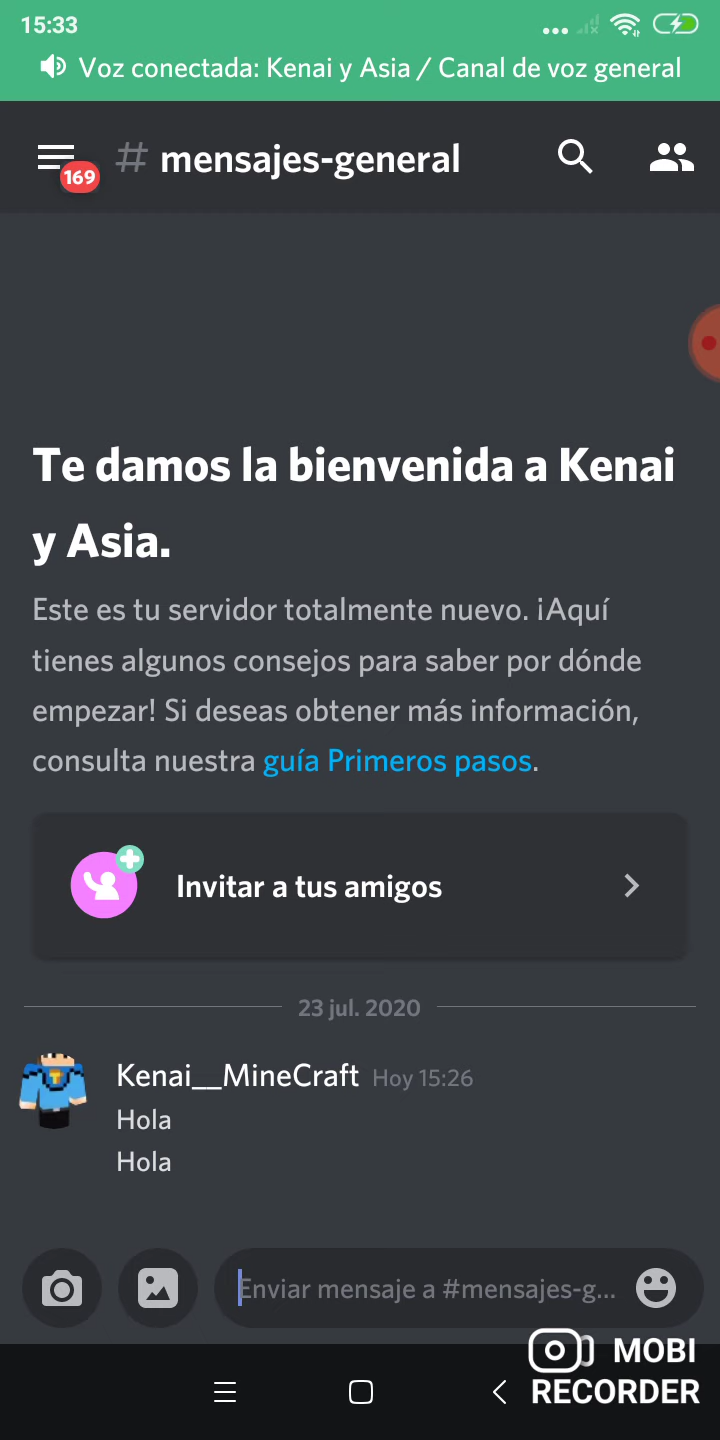 15:33
Voz conectada: Kenai y Asia / Canal de voz general
169
# mensajes-general
Te damos la bienvenida a Kenai
y Asia.
Este es tu servidor totalmente nuevo. ¡Aquí
tienes algunos consejos para saber por dónde
empezar! Si deseas obtener más información,
consulta nuestra guía Primeros pasos.
Invitar a tus amigos
23 jul. 2020
Kenai__MineCraft Hoy 15:26
Hola
Hola
Enviar mensaje a #mensajes-g...
MOBI
RECORDER